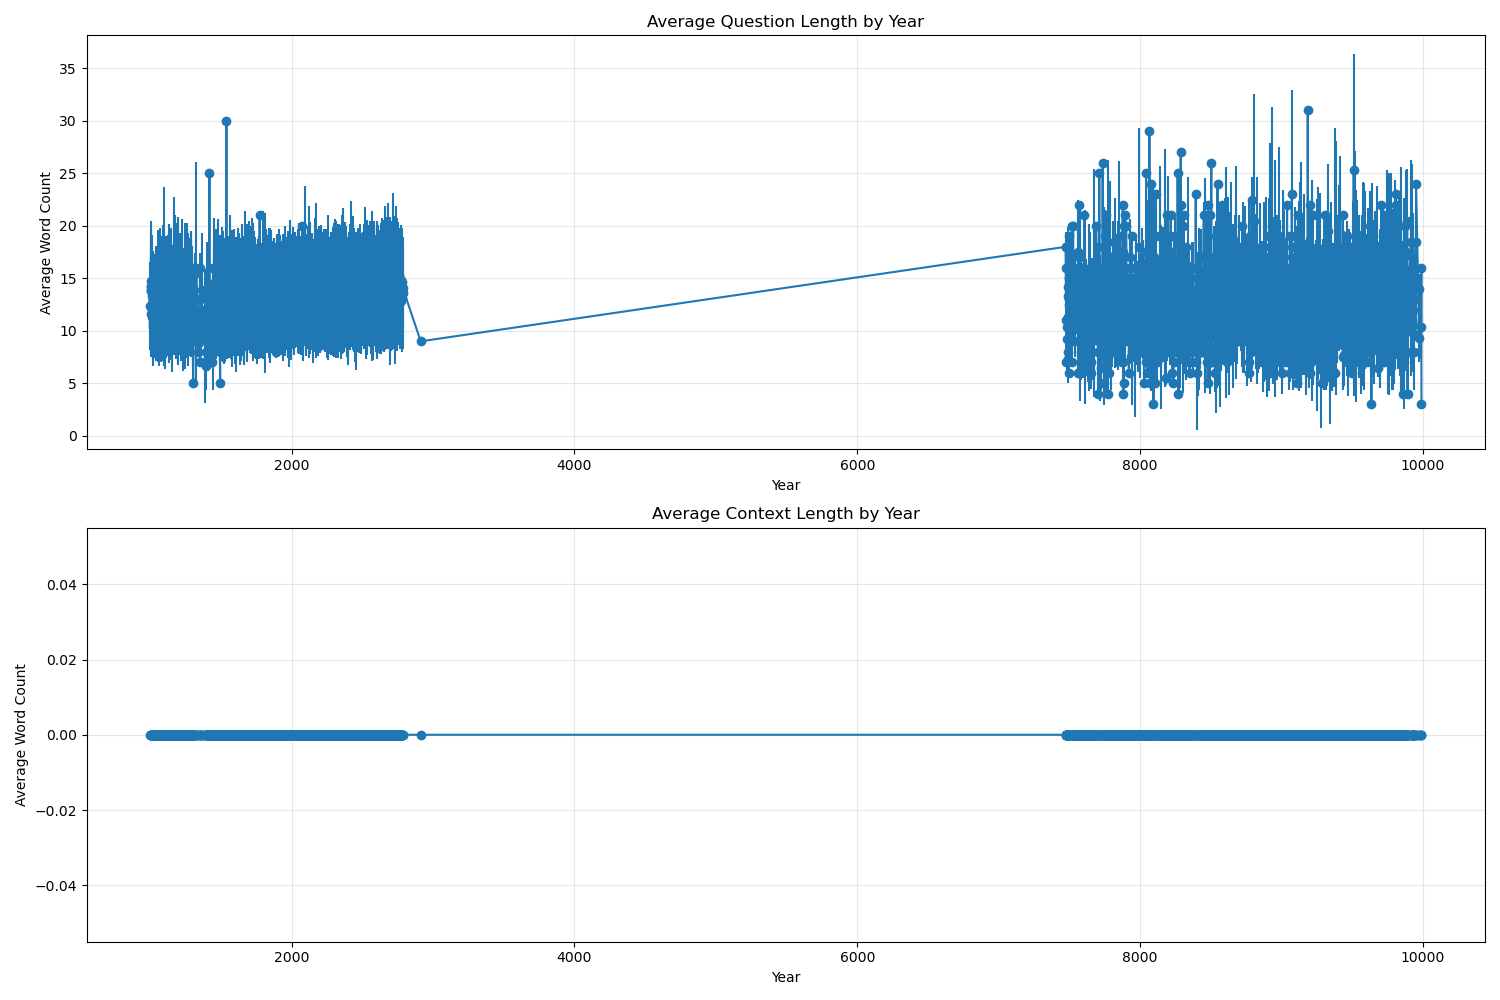 Average Question Length by Year
35
30
25
20
15
10
5
0
Average Word Count
2000 4000 6000 8000 10000
Year
Average Context Length by Year
0.04
0.02
0.00
−0.02
−0.04
Average Word Count
2000 4000 6000 8000 10000
Year